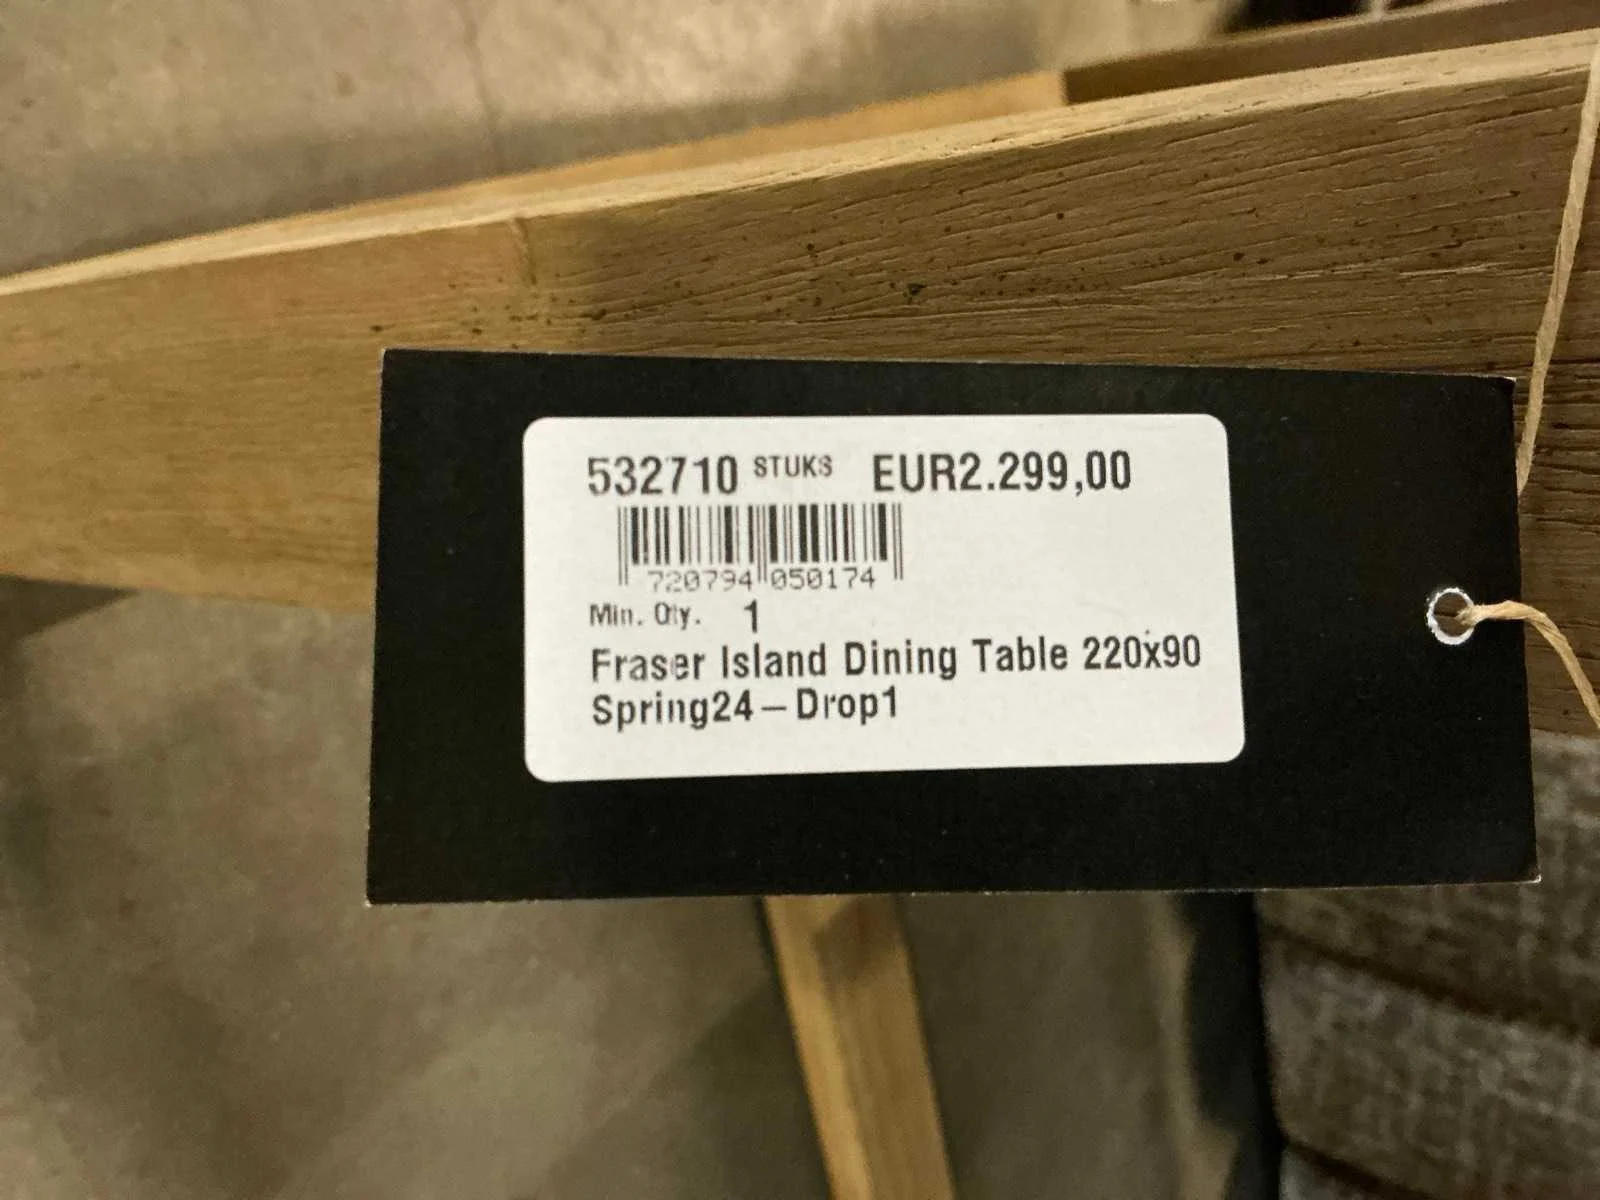 532710 STUKS EUR2.299,00
720794 050174
Min. Qty. 1
Fraser Island Dining Table 220x90
Spring24-Drop1